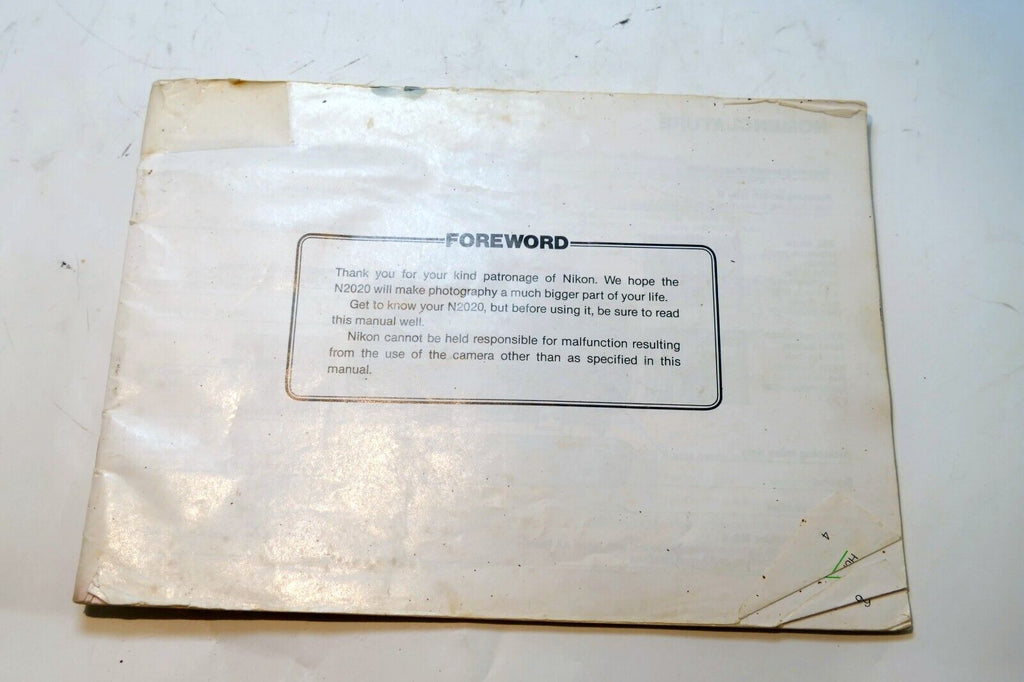 FOREWORD
Thank you for your kind patronage of Nikon. We hope the
N2020 will make photography a much bigger part of your life.
Get to know your N2020, but before using it, be sure to read
this manual well.
Nikon cannot be held responsible for malfunction resulting
from the use of the camera other than as specified in this
manual.
4